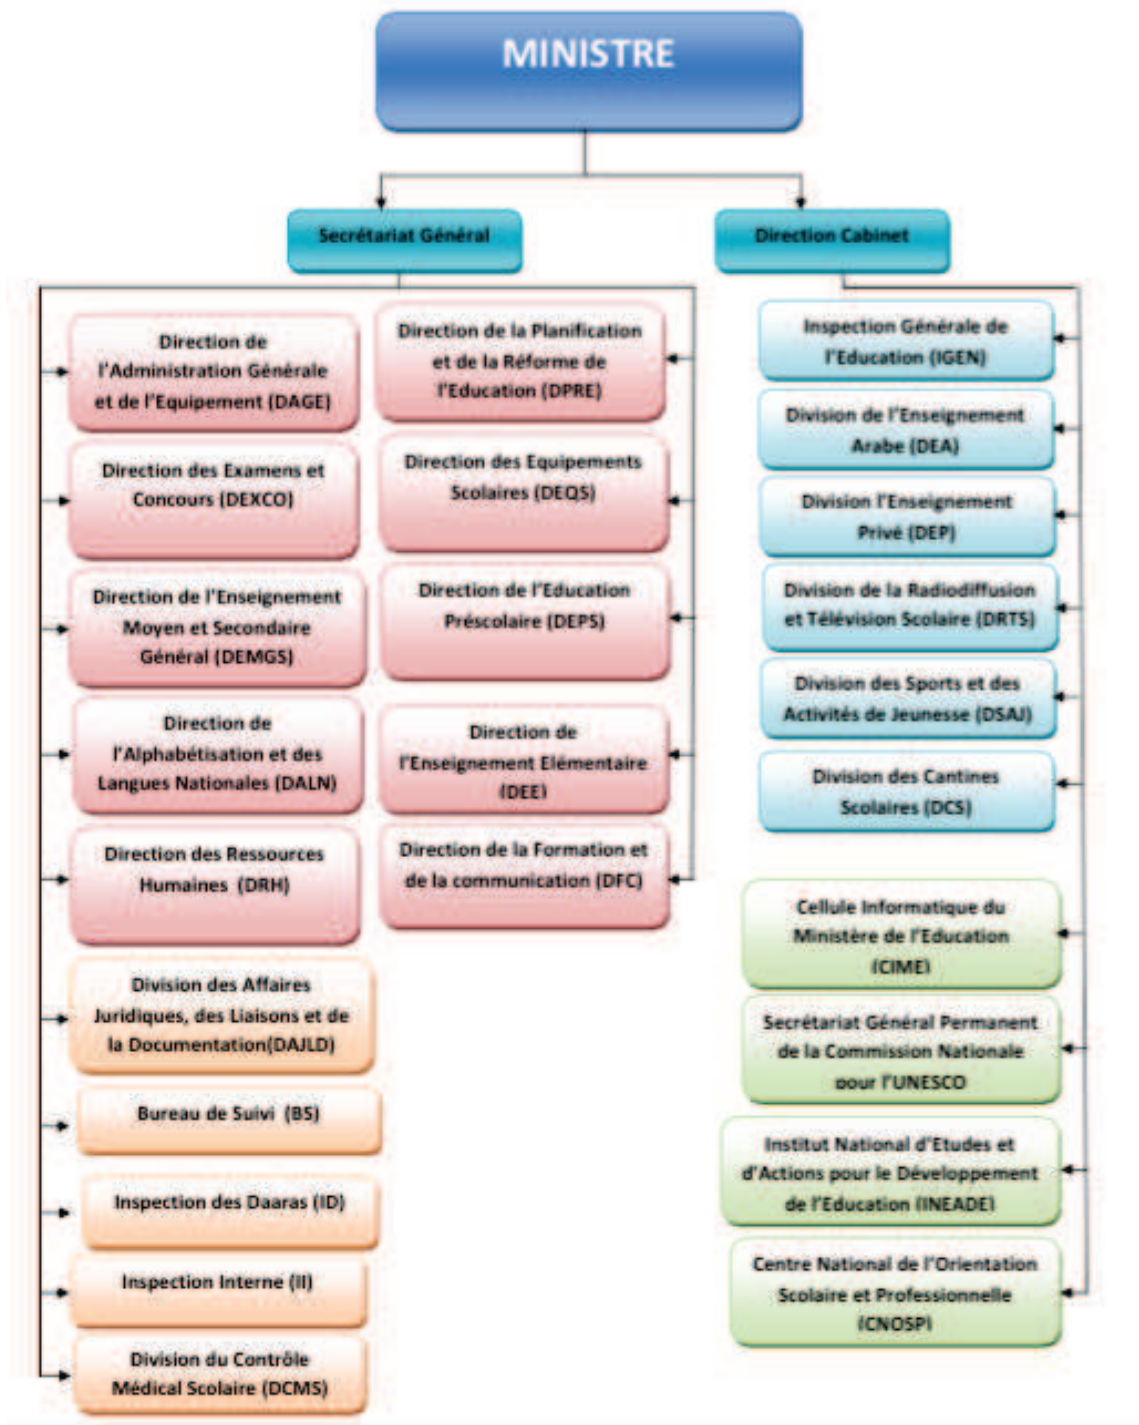 MINISTRE
Secrétariat Général
Direction Cabinet
Direction de
l'Administration Générale
et de l'Equipement (DAGE)
Direction des Examens et
Concours (DEXCO)
Direction de l'Enseignement
Moyen et Secondaire
Général (DEMGS)
Direction de
l'Alphabétisation et des
Langues Nationales (DALN)
Direction des Ressources
Humaines (DRH)
Division des Affaires
Juridiques, des Liaisons et de
la Documentation(DAJLD)
Bureau de Suivi (BS)
Inspection des Daaras (ID)
Inspection Interne (II)
Division du Contrôle
Médical Scolaire (DCMS)
Direction de la Planification
et de la Réforme de
l'Education (DPRE)
Direction des Equipements
Scolaires (DEQS)
Direction de l'Education
Préscolaire (DEPS)
Direction de
l'Enseignement Elémentaire
(DEE)
Direction de la Formation et
de la communication (DFC)
Inspection Générale de
l'Education (IGEN)
Division de l'Enseignement
Arabe (DEA)
Division l'Enseignement
Privé (DEP)
Division de la Radiodiffusion
et Télévision Scolaire (DRTS)
Division des Sports et des
Activités de Jeunesse (DSAJ)
Division des Cantines
Scolaires (DCS)
Cellule Informatique du
Ministère de l'Education
(CIME)
Secrétariat Général Permanent
de la Commission Nationale
pour l'UNESCO
Institut National d'Etudes et
d'Actions pour le Développement
de l'Education (INEADE)
Centre National de l'Orientation
Scolaire et Professionnelle
(CNOSP)